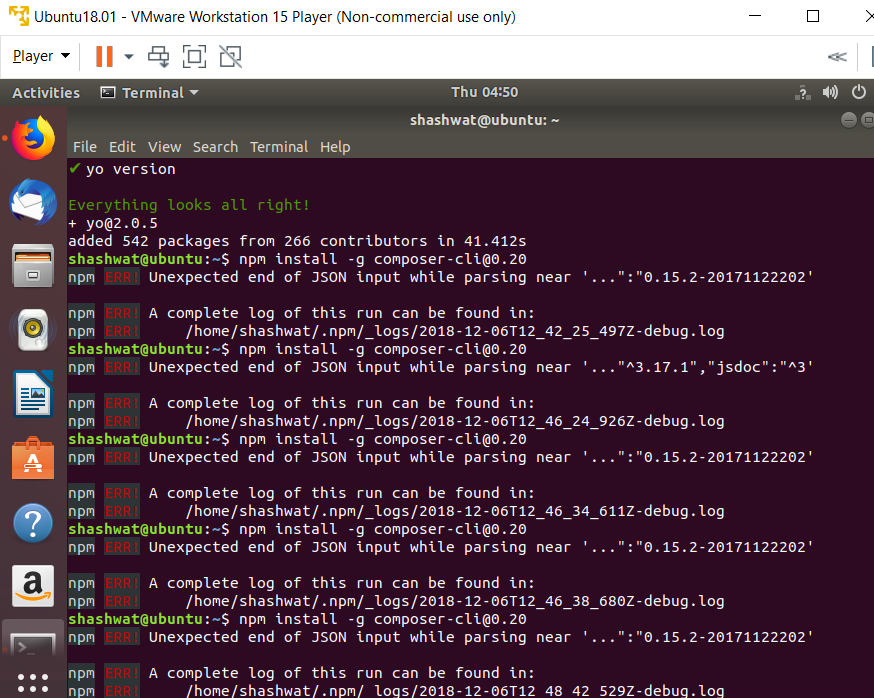 Ubuntu18.01 - VMware Workstation 15 Player (Non-commercial use only)
Player
Activities Terminal Thu 04:50
shashwat@ubuntu: ~
File Edit View Search Terminal Help
✔ yo version
Everything looks all right!
+ yo@2.0.5
added 542 packages from 266 contributors in 41.412s
shashwat@ubuntu:~$ npm install -g composer-cli@0.20
npm ERR! Unexpected end of JSON input while parsing near '...":"0.15.2-20171122202'
npm ERR! A complete log of this run can be found in:
npm ERR! /home/shashwat/.npm/_logs/2018-12-06T12_42_25_497Z-debug.log
shashwat@ubuntu:~$ npm install -g composer-cli@0.20
npm ERR! Unexpected end of JSON input while parsing near '..."^3.17.1","jsdoc":"^3'
npm ERR! A complete log of this run can be found in:
npm ERR! /home/shashwat/.npm/_logs/2018-12-06T12_46_24_926Z-debug.log
shashwat@ubuntu:~$ npm install -g composer-cli@0.20
npm ERR! Unexpected end of JSON input while parsing near '...":"0.15.2-20171122202'
npm ERR! A complete log of this run can be found in:
npm ERR! /home/shashwat/.npm/_logs/2018-12-06T12_46_34_611Z-debug.log
shashwat@ubuntu:~$ npm install -g composer-cli@0.20
npm ERR! Unexpected end of JSON input while parsing near '...":"0.15.2-20171122202'
npm ERR! A complete log of this run can be found in:
npm ERR! /home/shashwat/.npm/_logs/2018-12-06T12_46_38_680Z-debug.log
shashwat@ubuntu:~$ npm install -g composer-cli@0.20
npm ERR! Unexpected end of JSON input while parsing near '...":"0.15.2-20171122202'
npm ERR! A complete log of this run can be found in:
npm ERR! /home/shashwat/.npm/_logs/2018-12-06T12_48_42_529Z-debug.log